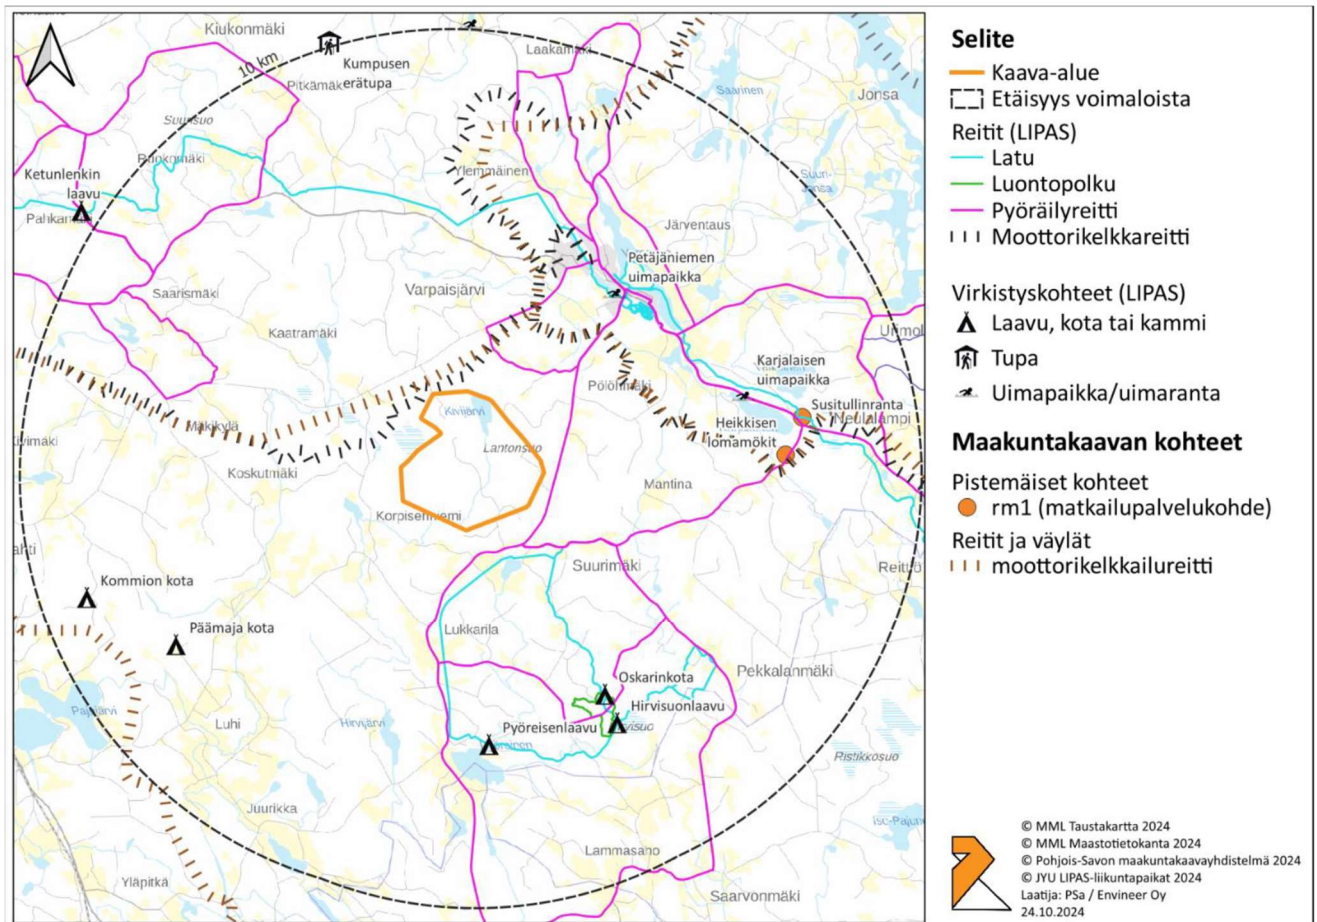 Kiukonmäki
10 km
Kumpusen
erätupa
Laakamäki
Saarinen
Jonsa
Suurisuo
Ruokomäki
Ylemmäinen
Suuri-
Jonsa
Ketunlenkin
laavu
Järventaus
Petäjäniemen
uimapaikka
Varpaisjärvi
Saarismäki
Kaatramäki
Karjalaisen
uimapaikka
Pölöhmäki
Susitullinranta
Heikkisen
lomamökit
Neulalampi
Kivijärvi
Mäkikylä
Lantonsuo
Koskutmäki
Mantina
Suurimäki
Kommion kota
Päämaja kota
Lukkarila
Pekkalanmäki
Oskarinkota
Hirvisuonlaavu
Pyöreisenlaavu
Luhi
Hirvijärvi
Ristikkosuo
Juurikka
Lammasaho
Yläpitkä
Saarvonmäki
Selite
Kaava-alue
Etäisyys voimaloista
Reitit (LIPAS)
Latu
Luontopolku
Pyöräilyreitti
Moottorikelkkareitti
Virkistyskohteet (LIPAS)
Laavu, kota tai kammi
Tupa
Uimapaikka/uimaranta
Maakuntakaavan kohteet
Pistemäiset kohteet
rm1 (matkailupalvelukohde)
Reitit ja väylät
moottorikelkkailureitti
© MML Taustakartta 2024
© MML Maastotietokanta 2024
© Pohjois-Savon maakuntakaavayhdistelmä 2024
© JYU LIPAS-liikuntapaikat 2024
Laatija: PSa / Envineer Oy
24.10.2024